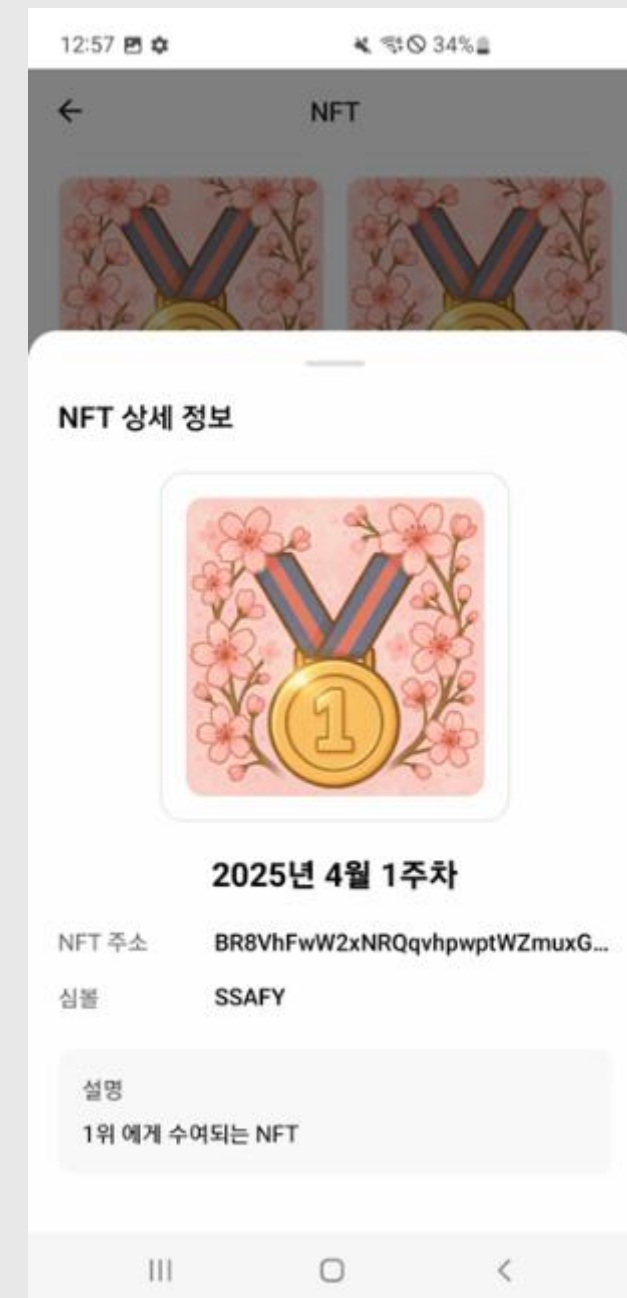 12:57 34%
NFT
NFT 상세 정보
1
2025년 4월 1주차
NFT 주소 BR8VhFwW2xNRQqvhpwptWZmuxG...
심볼 SSAFY
설명
1위 에게 수여되는 NFT